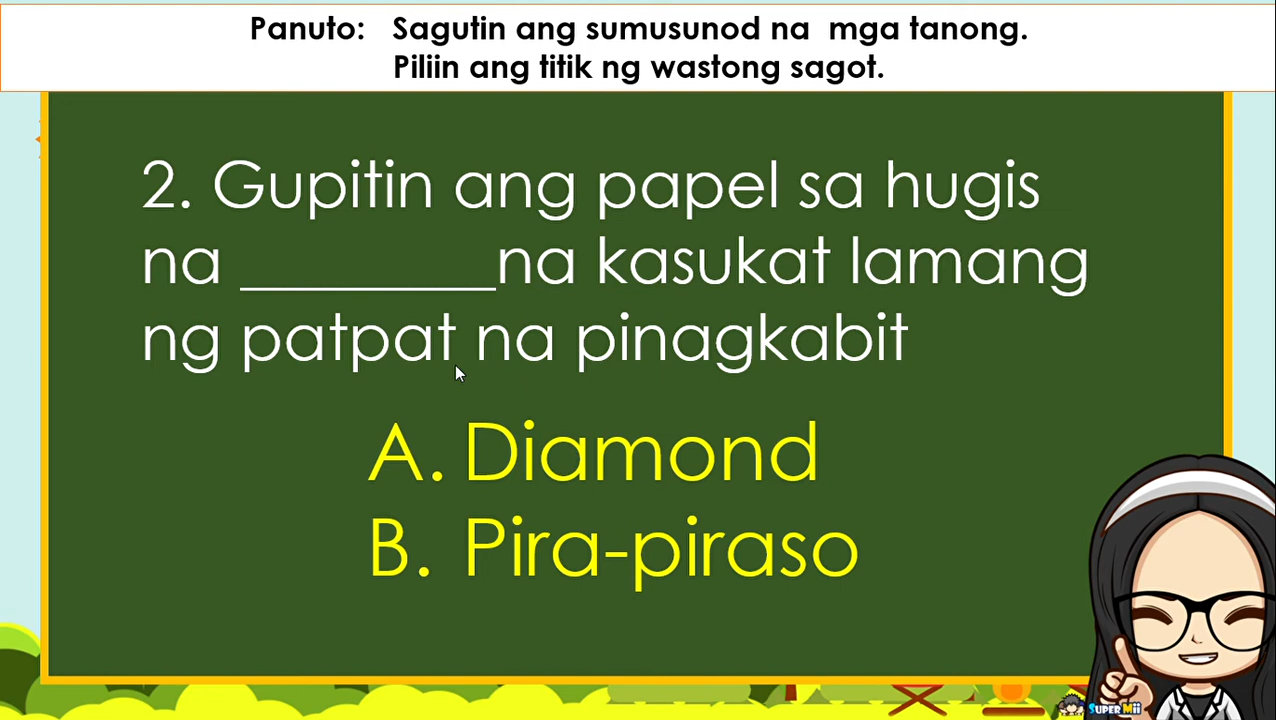 Panuto: Sagutin ang sumusunod na mga tanong.
Piliin ang titik ng wastong sagot.
2. Gupitin ang papel sa hugis
na _________na kasukat lamang
ng patpat na pinagkabit
A. Diamond
B. Pira-piraso
SUPER Mii